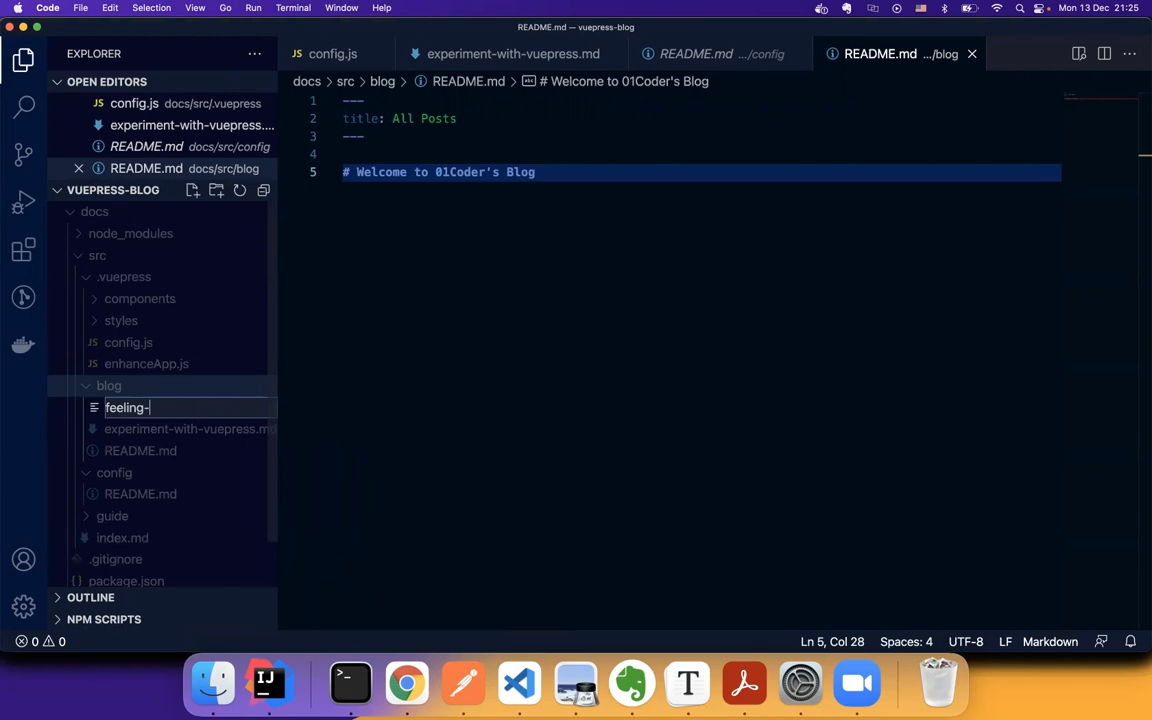 Code File Edit Selection View Go Run Terminal Window Help Mon 13 Dec 21:25
README.md — vuepress-blog
EXPLORER
config.js experiment-with-vuepress.md README.md .../config README.md .../blog
OPEN EDITORS
docs > src > blog > README.md > # Welcome to 01Coder's Blog
JS config.js docs/src/.vuepress
experiment-with-vuepress....
README.md docs/src/config
README.md docs/src/blog
VUEPRESS-BLOG
docs
node_modules
src
.vuepress
components
styles
JS config.js
JS enhanceApp.js
blog
feeling-
experiment-with-vuepress.m
README.md
config
README.md
guide
index.md
.gitignore
{} package.json
OUTLINE
NPM SCRIPTS
1 ---
2 title: All Posts
3 ---
4
5 # Welcome to 01Coder's Blog
0 0 Ln 5, Col 28 Spaces: 4 UTF-8 LF Markdown
IJ >_ T